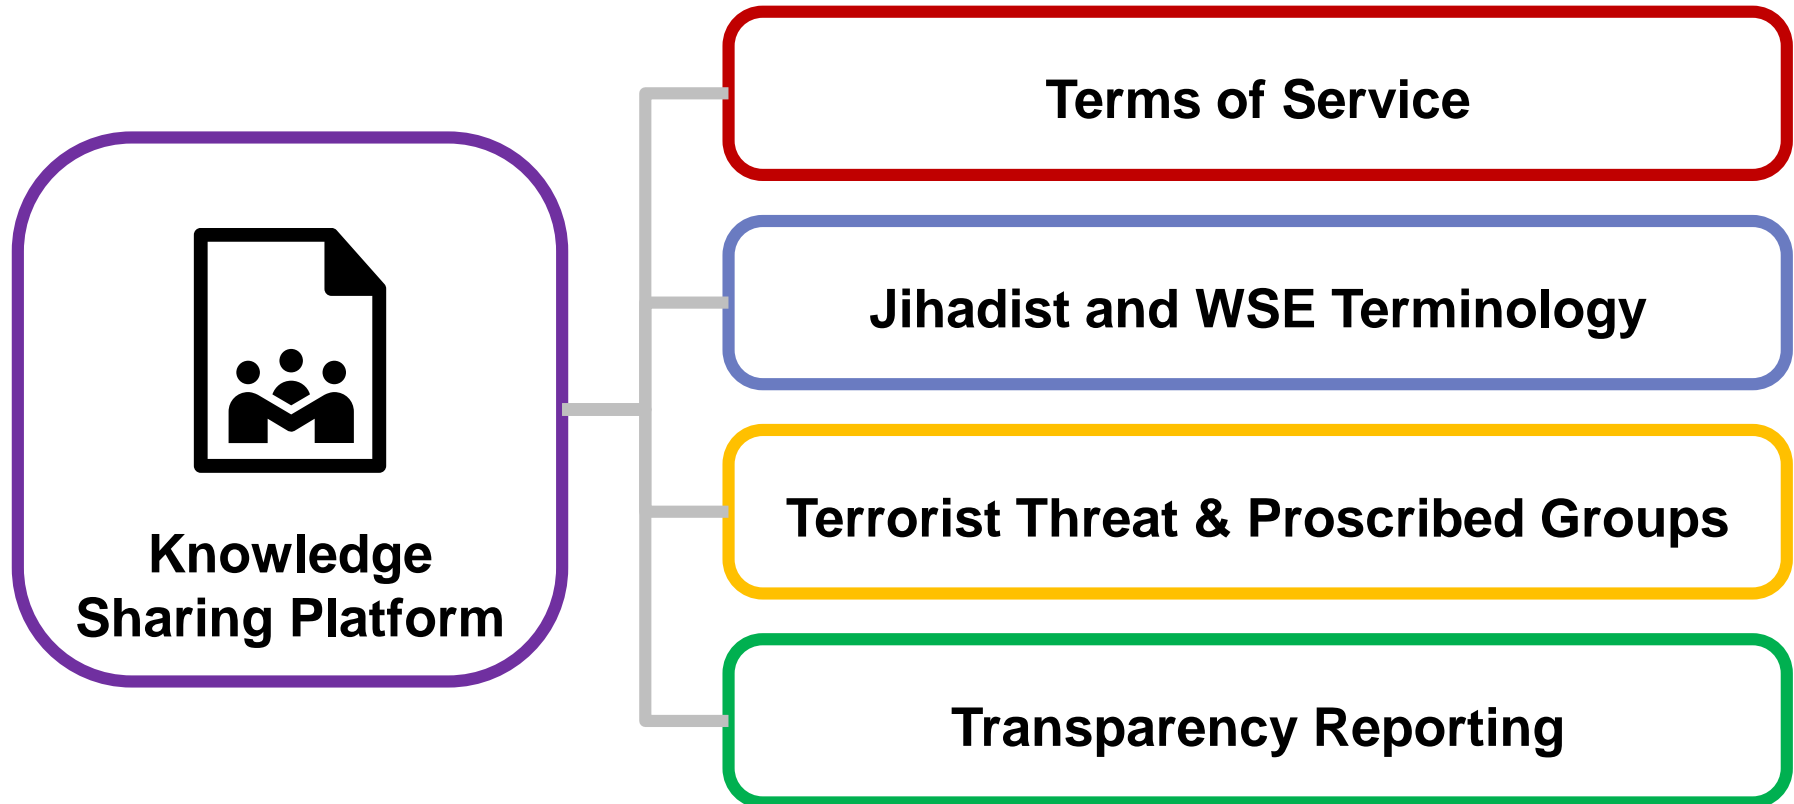 Knowledge
Sharing Platform
Terms of Service
Jihadist and WSE Terminology
Terrorist Threat & Proscribed Groups
Transparency Reporting